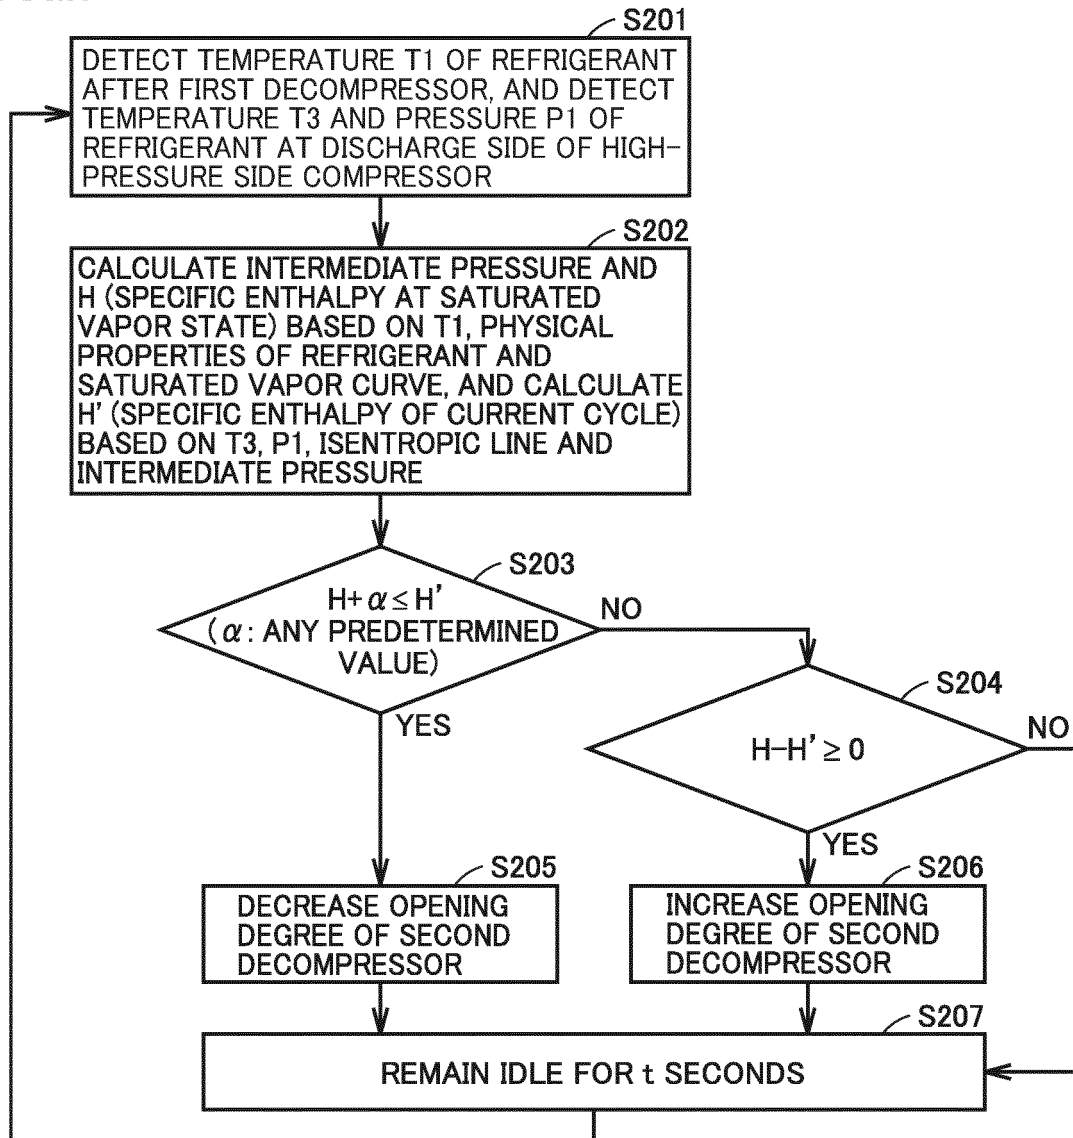 S201
DETECT TEMPERATURE T1 OF REFRIGERANT
AFTER FIRST DECOMPRESSOR, AND DETECT
TEMPERATURE T3 AND PRESSURE P1 OF
REFRIGERANT AT DISCHARGE SIDE OF HIGH-
PRESSURE SIDE COMPRESSOR
S202
CALCULATE INTERMEDIATE PRESSURE AND
H (SPECIFIC ENTHALPY AT SATURATED
VAPOR STATE) BASED ON T1, PHYSICAL
PROPERTIES OF REFRIGERANT AND
SATURATED VAPOR CURVE, AND CALCULATE
H' (SPECIFIC ENTHALPY OF CURRENT CYCLE)
BASED ON T3, P1, ISENTROPIC LINE AND
INTERMEDIATE PRESSURE
S203
H+α≤H'
(α: ANY PREDETERMINED
VALUE)
NO
YES
S204
H−H'≥0
NO
YES
S205
DECREASE OPENING
DEGREE OF SECOND
DECOMPRESSOR
S206
INCREASE OPENING
DEGREE OF SECOND
DECOMPRESSOR
S207
REMAIN IDLE FOR t SECONDS